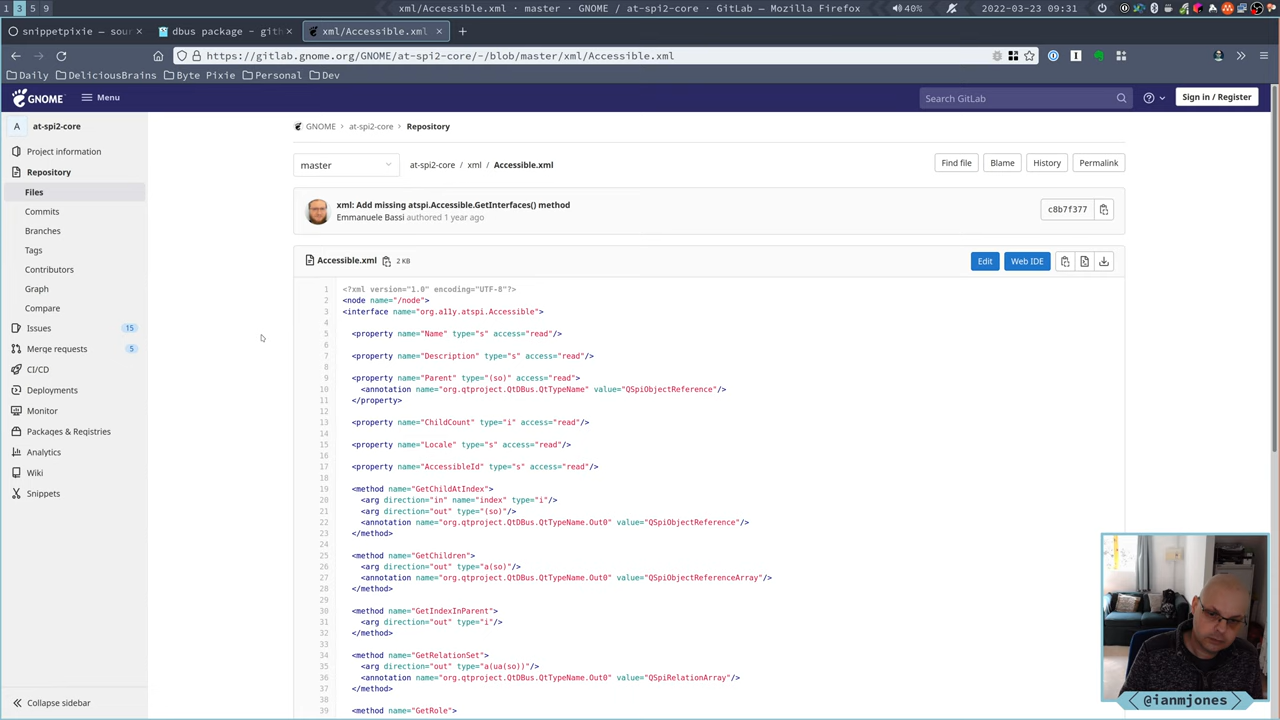 1 3 5 9
xml/Accessible.xml · master · GNOME / at-spi2-core · GitLab — Mozilla Firefox
40%
2022-03-23 09:31
snippetpixie — sour
dbus package - gith
xml/Accessible.xml · mast
https://gitlab.gnome.org/GNOME/at-spi2-core/-/blob/master/xml/Accessible.xml
Daily DeliciousBrains Byte Pixie Personal Dev
GNOME Menu
Search GitLab
Sign in / Register
A at-spi2-core
Project information
Repository
Files
Commits
Branches
Tags
Contributors
Graph
Compare
Issues 15
Merge requests 5
CI/CD
Deployments
Monitor
Packages & Registries
Analytics
Wiki
Snippets
Collapse sidebar
GNOME > at-spi2-core > Repository
master
at-spi2-core / xml / Accessible.xml
Find file Blame History Permalink
xml: Add missing atspi.Accessible.GetInterfaces() method
Emmanuele Bassi authored 1 year ago
c8b7f377
Accessible.xml 2 KB
Edit Web IDE
1 <?xml version="1.0" encoding="UTF-8"?>
2 <node name="/node">
3 <interface name="org.a11y.atspi.Accessible">
4
5 <property name="Name" type="s" access="read"/>
6
7 <property name="Description" type="s" access="read"/>
8
9 <property name="Parent" type="(so)" access="read">
10 <annotation name="org.qtproject.QtDBus.QtTypeName" value="QSpiObjectReference"/>
11 </property>
12
13 <property name="ChildCount" type="i" access="read"/>
14
15 <property name="Locale" type="s" access="read"/>
16
17 <property name="AccessibleId" type="s" access="read"/>
18
19 <method name="GetChildAtIndex">
20 <arg direction="in" name="index" type="i"/>
21 <arg direction="out" type="(so)"/>
22 <annotation name="org.qtproject.QtDBus.QtTypeName.Out0" value="QSpiObjectReference"/>
23 </method>
24
25 <method name="GetChildren">
26 <arg direction="out" type="a(so)"/>
27 <annotation name="org.qtproject.QtDBus.QtTypeName.Out0" value="QSpiObjectReferenceArray"/>
28 </method>
29
30 <method name="GetIndexInParent">
31 <arg direction="out" type="i"/>
32 </method>
33
34 <method name="GetRelationSet">
35 <arg direction="out" type="a(ua(so))"/>
36 <annotation name="org.qtproject.QtDBus.QtTypeName.Out0" value="QSpiRelationArray"/>
37 </method>
38
39 <method name="GetRole">
@ianmjones